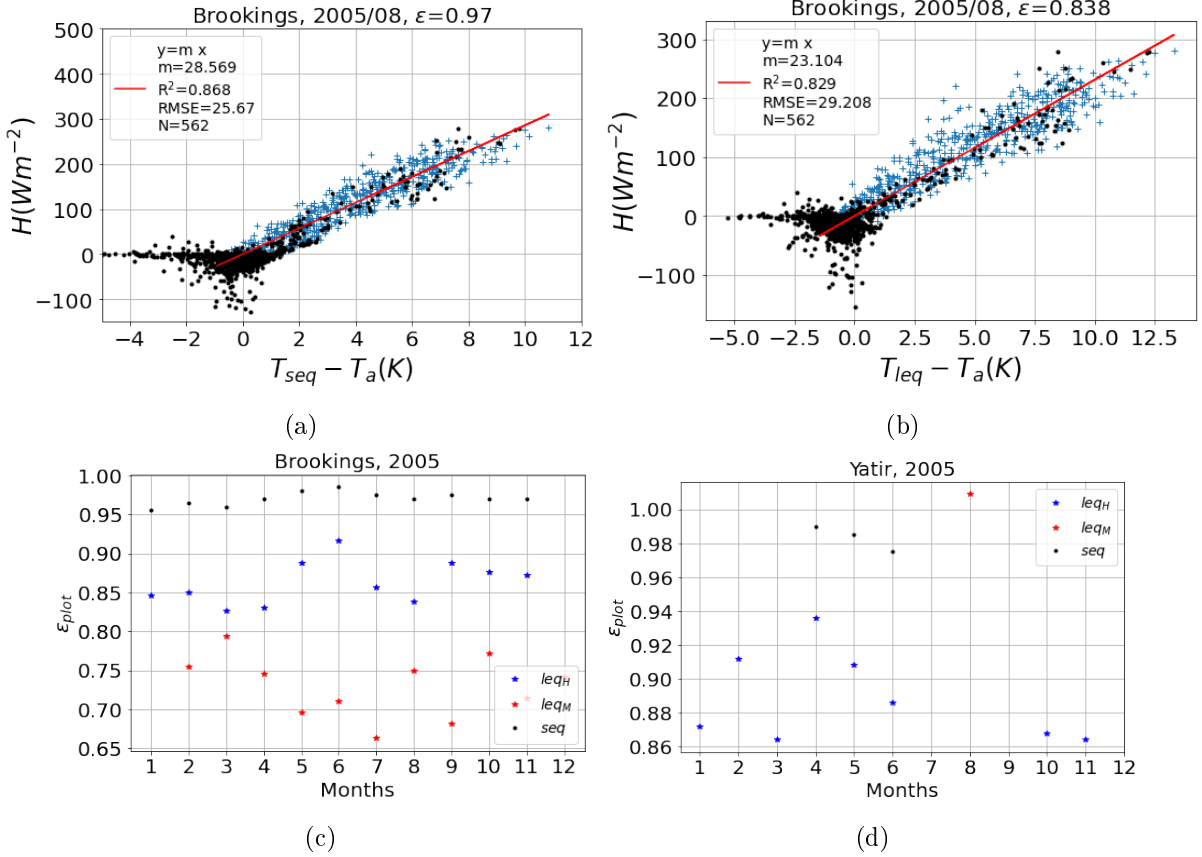 Brookings, 2005/08, ε=0.97
y=m x
m=28.569
R²=0.868
RMSE=25.67
N=562
500
400
300
200
100
0
−100
H(Wm⁻²)
−4 −2 0 2 4 6 8 10 12
T_seq − T_a(K)
(a)
Brookings, 2005/08, ε=0.838
y=m x
m=23.104
R²=0.829
RMSE=29.208
N=562
300
200
100
0
−100
H(Wm⁻²)
−5.0 −2.5 0.0 2.5 5.0 7.5 10.0 12.5
T_leq − T_a(K)
(b)
Brookings, 2005
1.00
0.95
0.90
0.85
0.80
0.75
0.70
0.65
ε_plot
leq_H
leq_M
seq
1 2 3 4 5 6 7 8 9 10 11 12
Months
(c)
Yatir, 2005
1.00
0.98
0.96
0.94
0.92
0.90
0.88
0.86
ε_plot
leq_H
leq_M
seq
1 2 3 4 5 6 7 8 9 10 11 12
Months
(d)